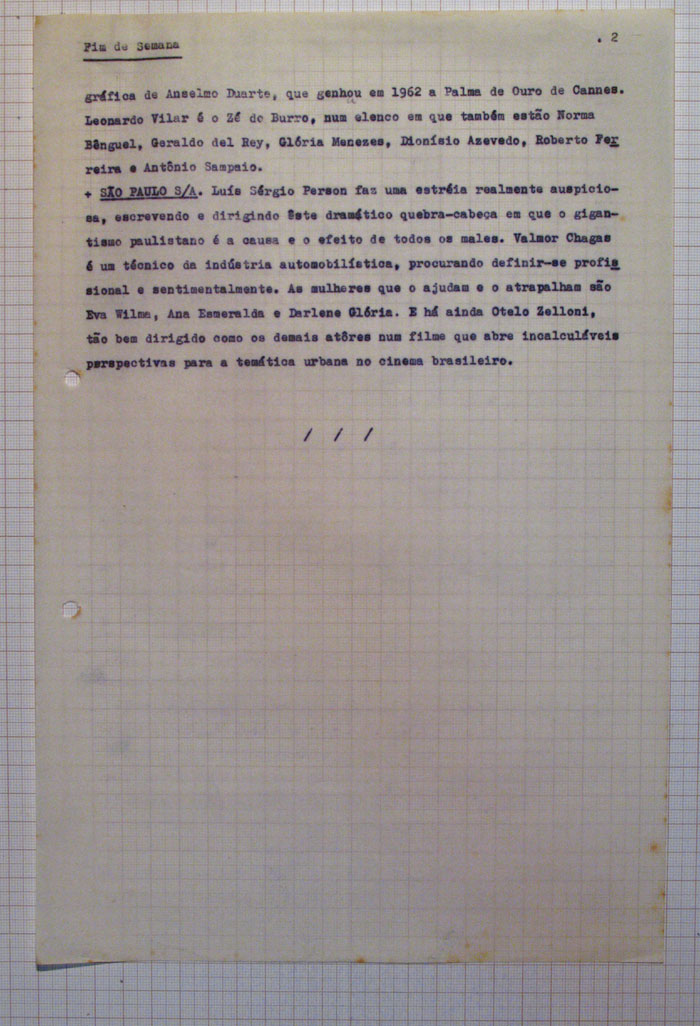 Fim de Semana . 2
gráfica de Anselmo Duarte, que genhou em 1962 a Palma de Ouro de Cannes.
Leonardo Vilar é o Zé do Burro, num elenco em que também estão Norma
Bênguel, Geraldo del Rey, Glória Menezes, Dionísio Azevedo, Roberto Fer
reira e Antônio Sampaio.
+ SÃO PAULO S/A. Luís Sérgio Person faz uma estréia realmente auspicio-
sa, escrevendo e dirigindo êste dramático quebra-cabeça em que o gigan-
tismo paulistano é a causa e o efeito de todos os males. Valmor Chagas
é um técnico da indústria automobilística, procurando definir-se profis
sional e sentimentalmente. As mulheres que o ajudam e o atrapalham são
Eva Wilma, Ana Esmeralda e Darlene Glória. E há ainda Otelo Zelloni,
tão bem dirigido como os demais atôres num filme que abre incalculáveis
perspectivas para a temática urbana no cinema brasileiro.
/ / /